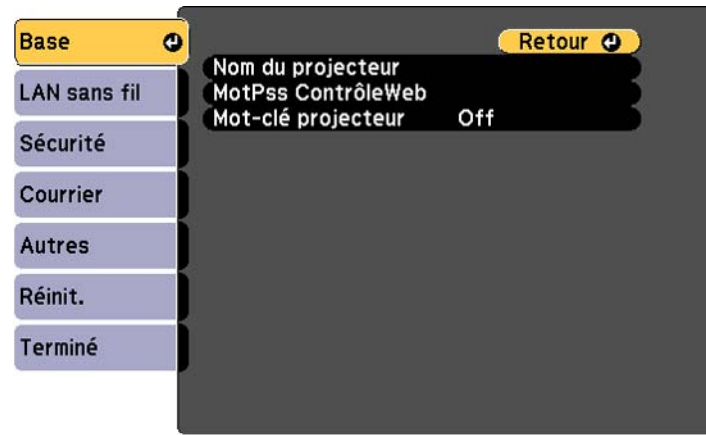 Base
Retour
Nom du projecteur
LAN sans fil
MotPss ContrôleWeb
Mot-clé projecteur Off
Sécurité
Courrier
Autres
Réinit.
Terminé